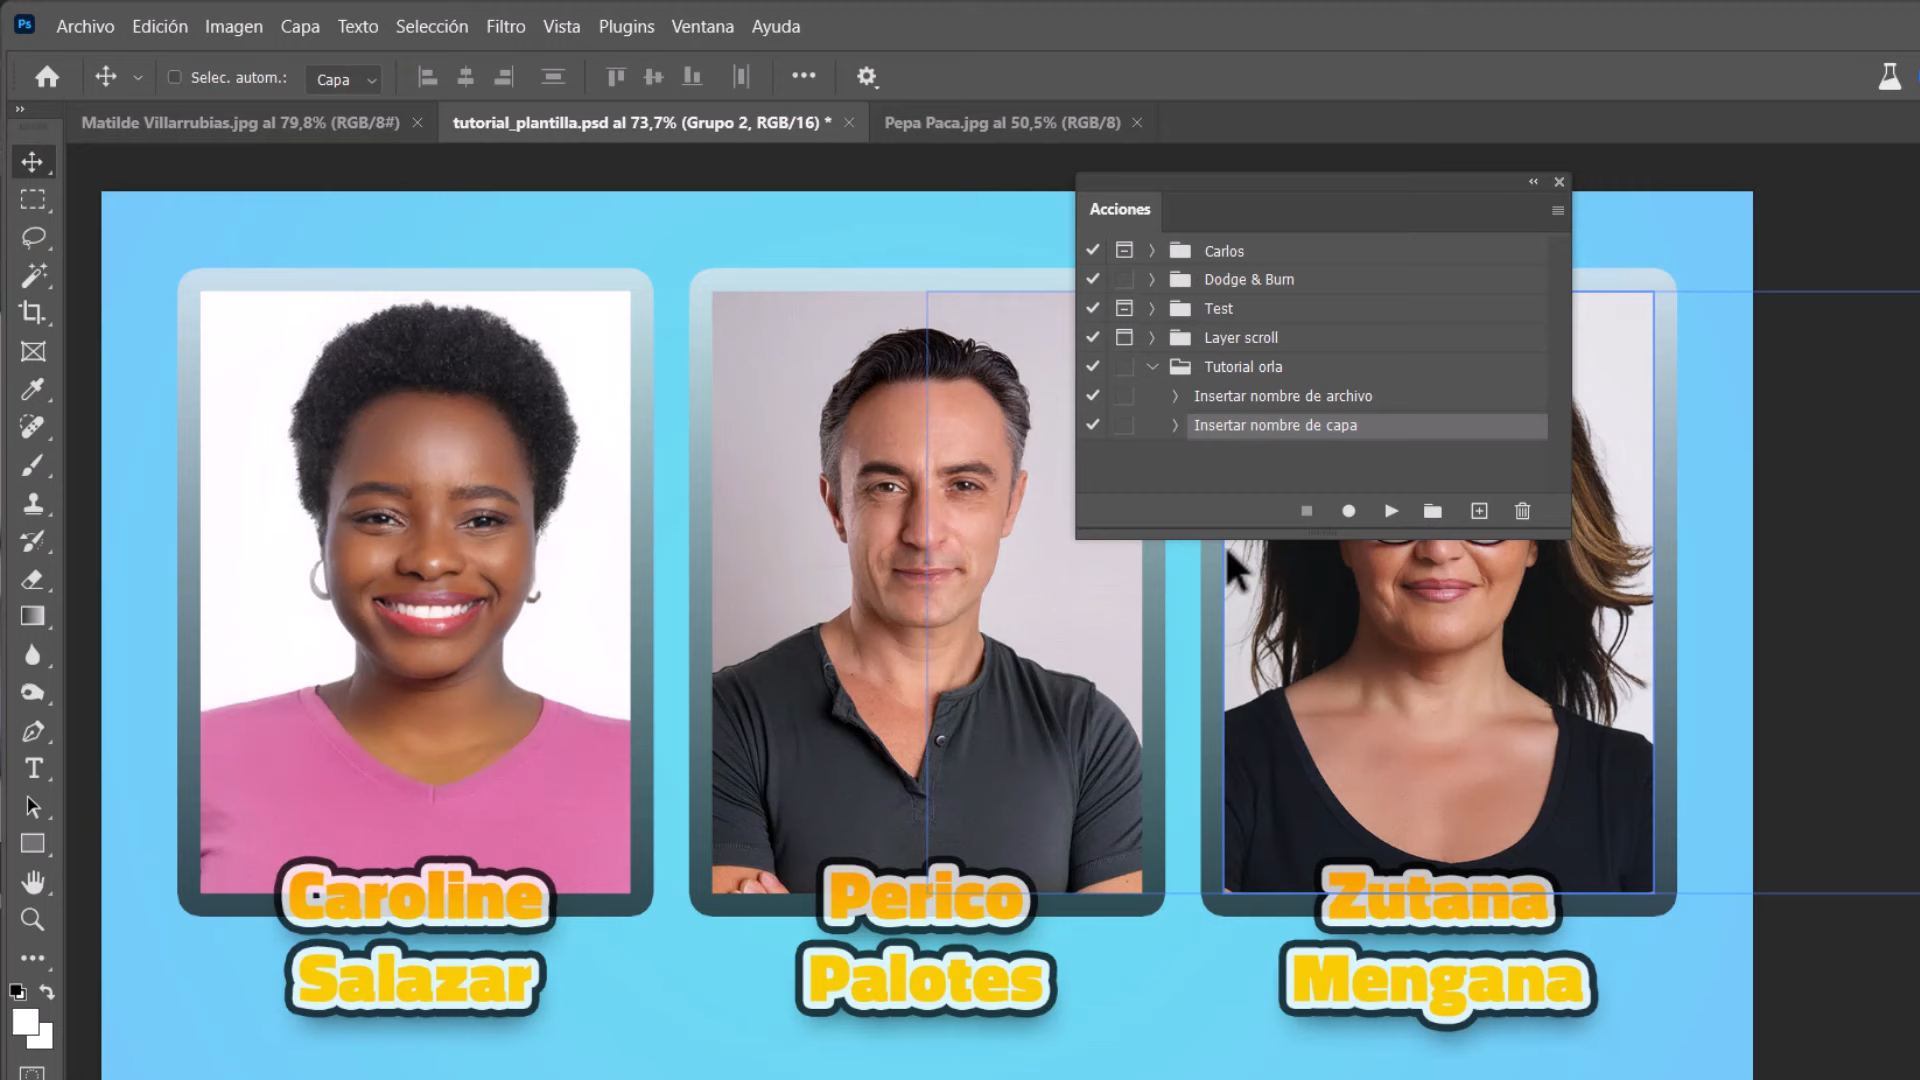 Ps Archivo Edición Imagen Capa Texto Selección Filtro Vista Plugins Ventana Ayuda
Selec. autom.: Capa
Matilde Villarrubias.jpg al 79,8% (RGB/8#) tutorial_plantilla.psd al 73,7% (Grupo 2, RGB/16) * Pepa Paca.jpg al 50,5% (RGB/8)
Acciones
Carlos
Dodge & Burn
Test
Layer scroll
Tutorial orla
Insertar nombre de archivo
Insertar nombre de capa
Caroline
Salazar
Perico
Palotes
Zutana
Mengana